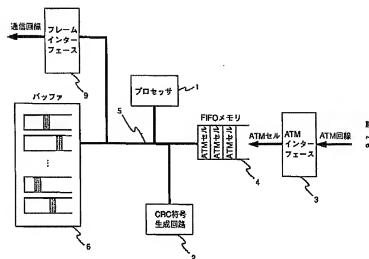 通信回線
フレーム
インター
フェース
9
バッファ
6
プロセッサ
1
5
FIFOメモリ
ATMセル
ATMセル
ATMセル
4
ATMセル
ATM
インター
フェース
3
ATM回線
CRC符号
生成回路
2